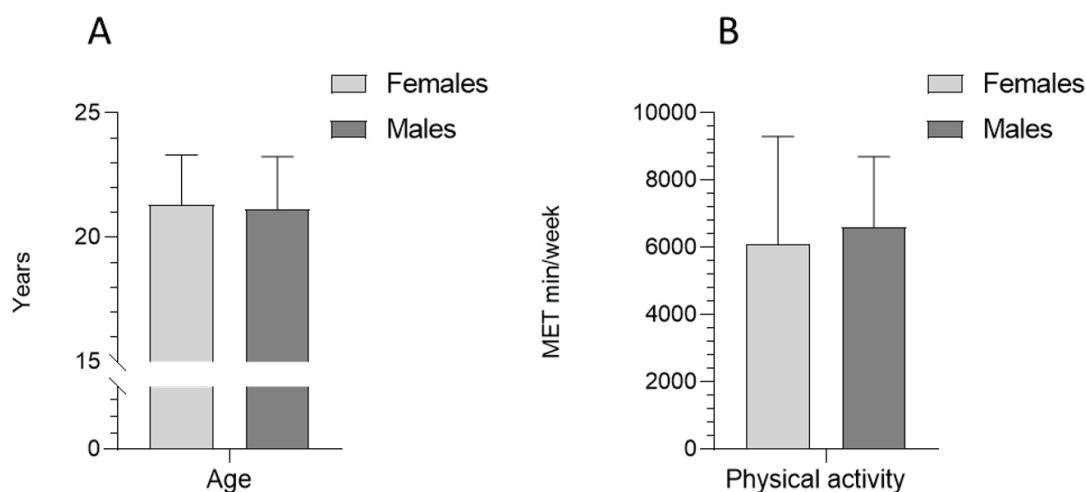 A
Females
Males
25
20
15
0
Years
Age
B
Females
Males
10000
8000
6000
4000
2000
0
MET min/week
Physical activity